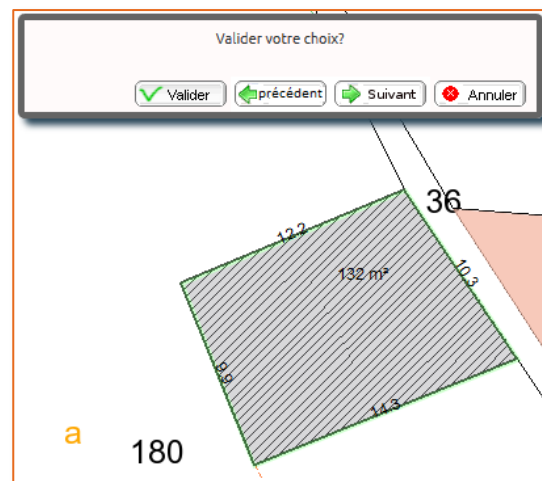 Valider votre choix?
Valider précédent Suivant Annuler
36
12.2
132 m²
10.3
9.9
14.3
a
180